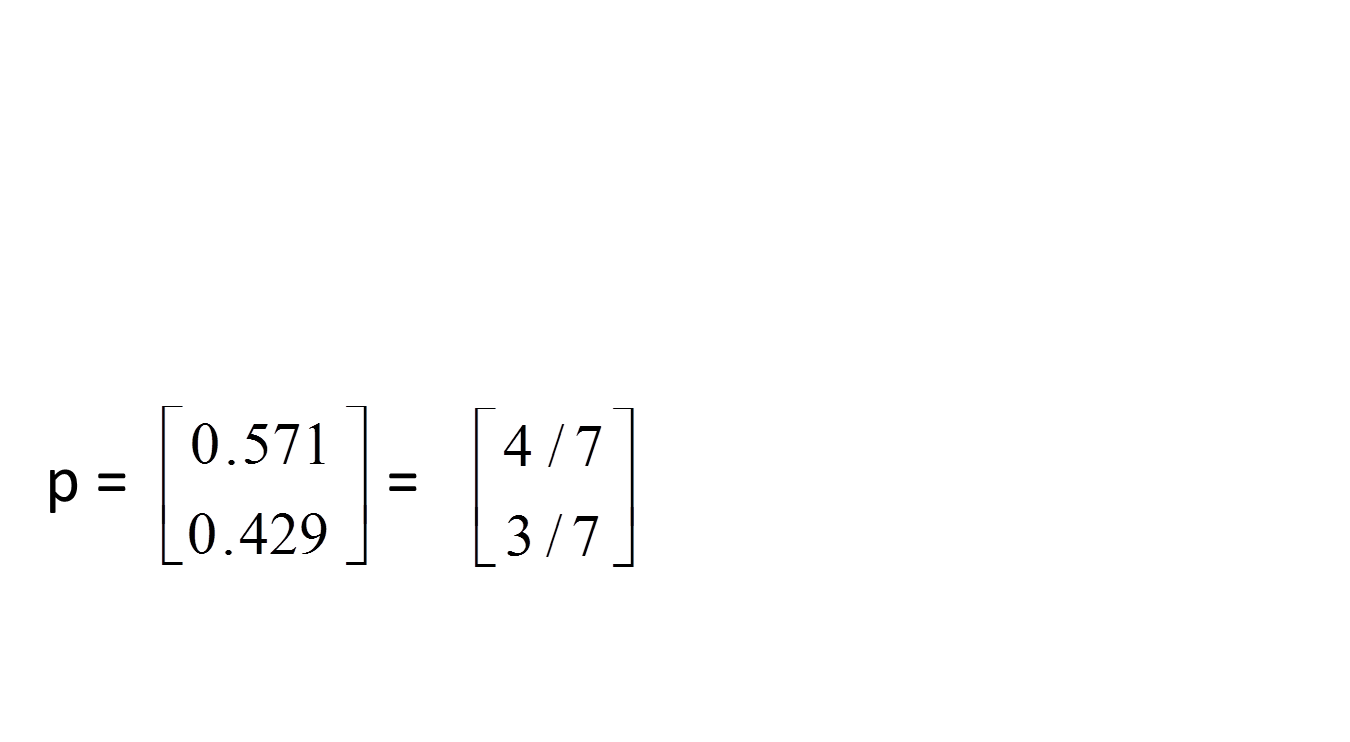 p = [0.571 0.429] = [4/7 3/7]